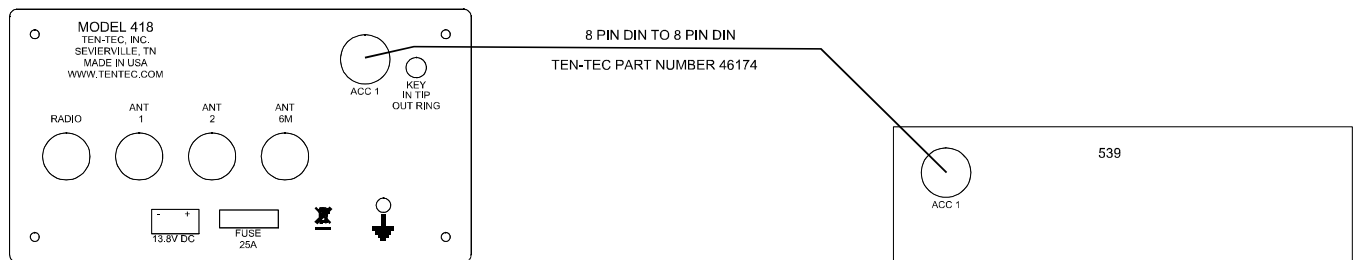 MODEL 418
TEN-TEC, INC.
SEVIERVILLE, TN
MADE IN USA
WWW.TENTEC.COM
ACC 1
KEY
IN TIP
OUT RING
RADIO
ANT
1
ANT
2
ANT
6M
- +
13.8V DC
FUSE
25A
8 PIN DIN TO 8 PIN DIN
TEN-TEC PART NUMBER 46174
539
ACC 1